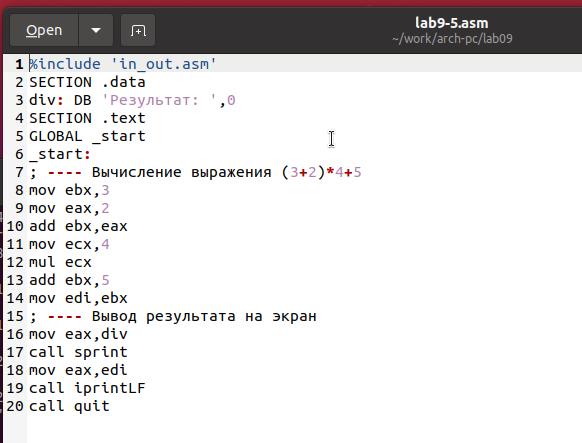 Open
lab9-5.asm
~/work/arch-pc/lab09
1 %include 'in_out.asm'
2 SECTION .data
3 div: DB 'Результат: ',0
4 SECTION .text
5 GLOBAL _start
6 _start:
7 ; ---- Вычисление выражения (3+2)*4+5
8 mov ebx,3
9 mov eax,2
10 add ebx,eax
11 mov ecx,4
12 mul ecx
13 add ebx,5
14 mov edi,ebx
15 ; ---- Вывод результата на экран
16 mov eax,div
17 call sprint
18 mov eax,edi
19 call iprintLF
20 call quit